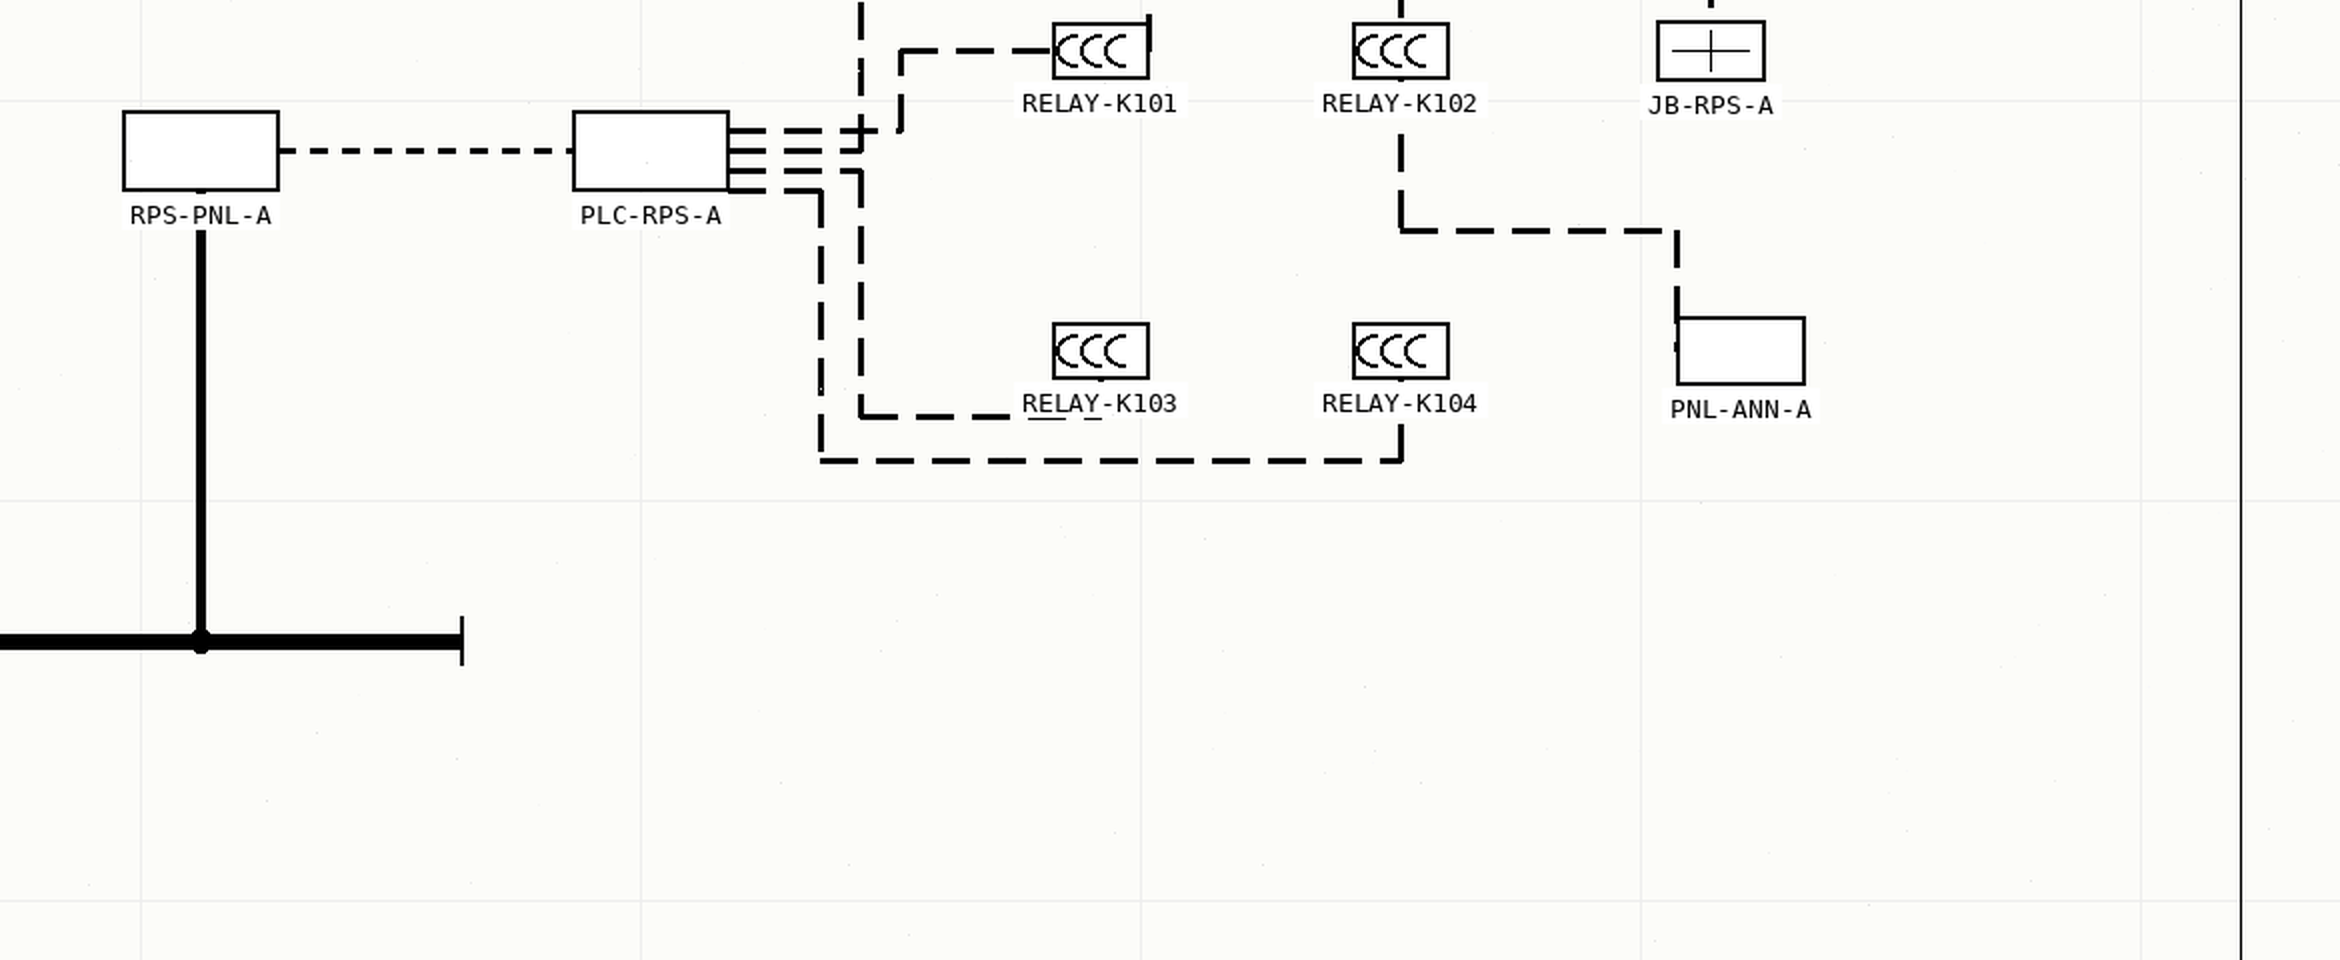 RELAY-K101
RELAY-K102
JB-RPS-A
RPS-PNL-A
PLC-RPS-A
RELAY-K103
RELAY-K104
PNL-ANN-A